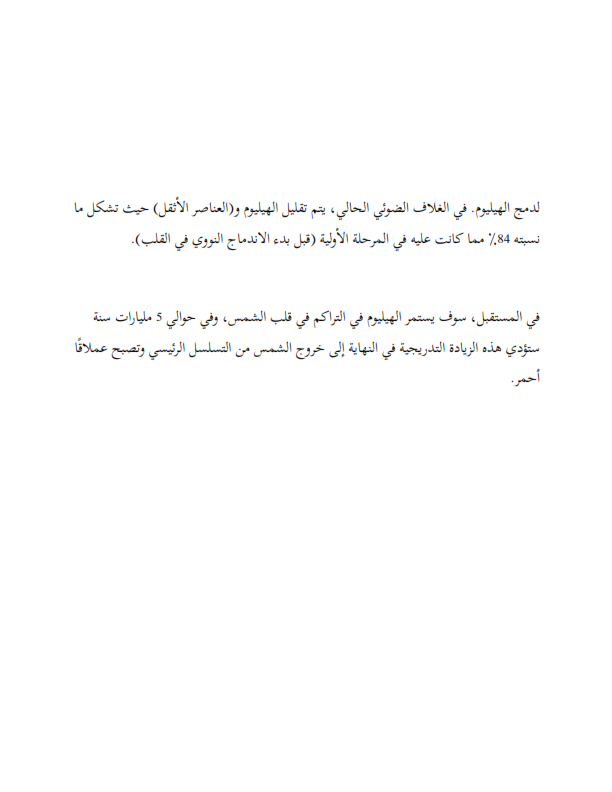 لدمج الهيليوم. في الغلاف الضوئي الحالي، يتم تقليل الهيليوم و(العناصر الأثقل) حيث تشكل ما
نسبته 84٪ مما كانت عليه في المرحلة الأولية (قبل بدء الاندماج النووي في القلب).
في المستقبل، سوف يستمر الهيليوم في التراكم في قلب الشمس، وفي حوالي 5 مليارات سنة
ستؤدي هذه الزيادة التدريجية في النهاية إلى خروج الشمس من التسلسل الرئيسي وتصبح عملاقًا
أحمر.